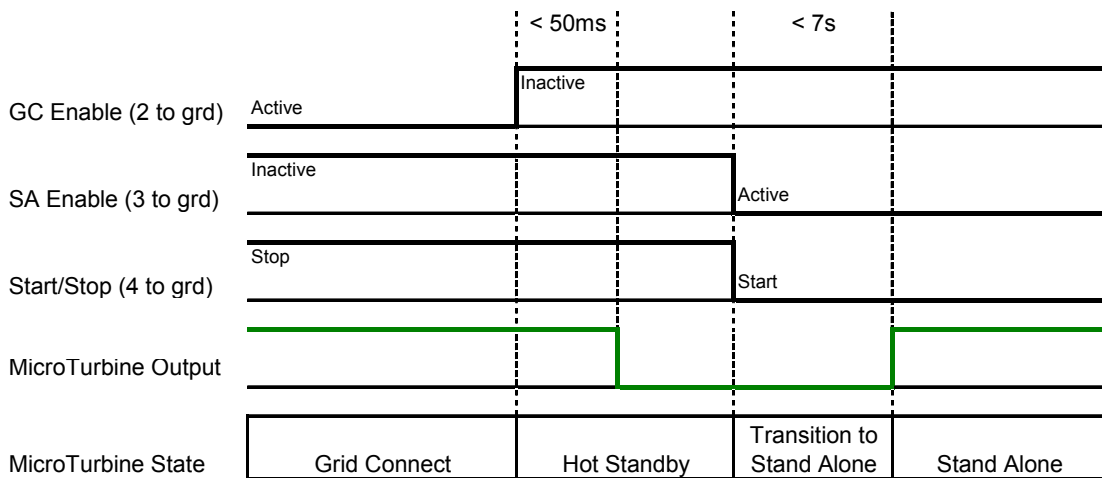 < 50ms
< 7s
GC Enable (2 to grd)
Active
Inactive
SA Enable (3 to grd)
Inactive
Active
Start/Stop (4 to grd)
Stop
Start
MicroTurbine Output
MicroTurbine State
Grid Connect
Hot Standby
Transition to
Stand Alone
Stand Alone